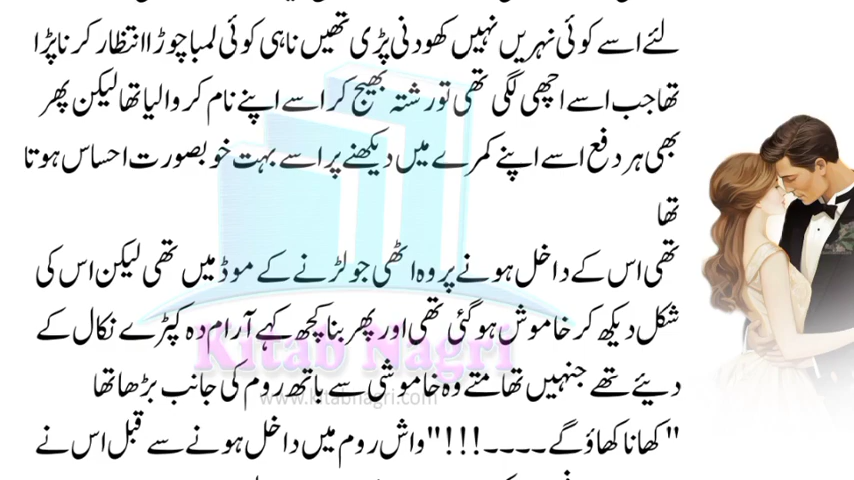 لئے اسے کوئی نہریں نہیں کھودنی پڑی تھیں ناہی کوئی لمبا چوڑا انتظار کرنا پڑا
تھا جب اسے اچھی لگی تھی تو رشتہ بھیج کر اسے اپنے نام کروالیا تھا لیکن پھر
بھی ہر دفع اسے اپنے کمرے میں دیکھنے پر اسے بہت خوبصورت احساس ہوتا
تھا
تھی اس کے داخل ہونے پر وہ اٹھی جو لڑنے کے موڈ میں تھی لیکن اس کی
شکل دیکھ کر خاموش ہو گئی تھی اور پھر بنا کچھ کہے آرام دہ کپڑے نکال کے
Kitab Nagri
دیئے تھے جنہیں تھامتے وہ خاموشی سے باتھ روم کی جانب بڑھا تھا
www.kitabnagri.com
"کھانا کھاؤ گے۔۔۔۔!!!" واش روم میں داخل ہونے سے قبل اس نے